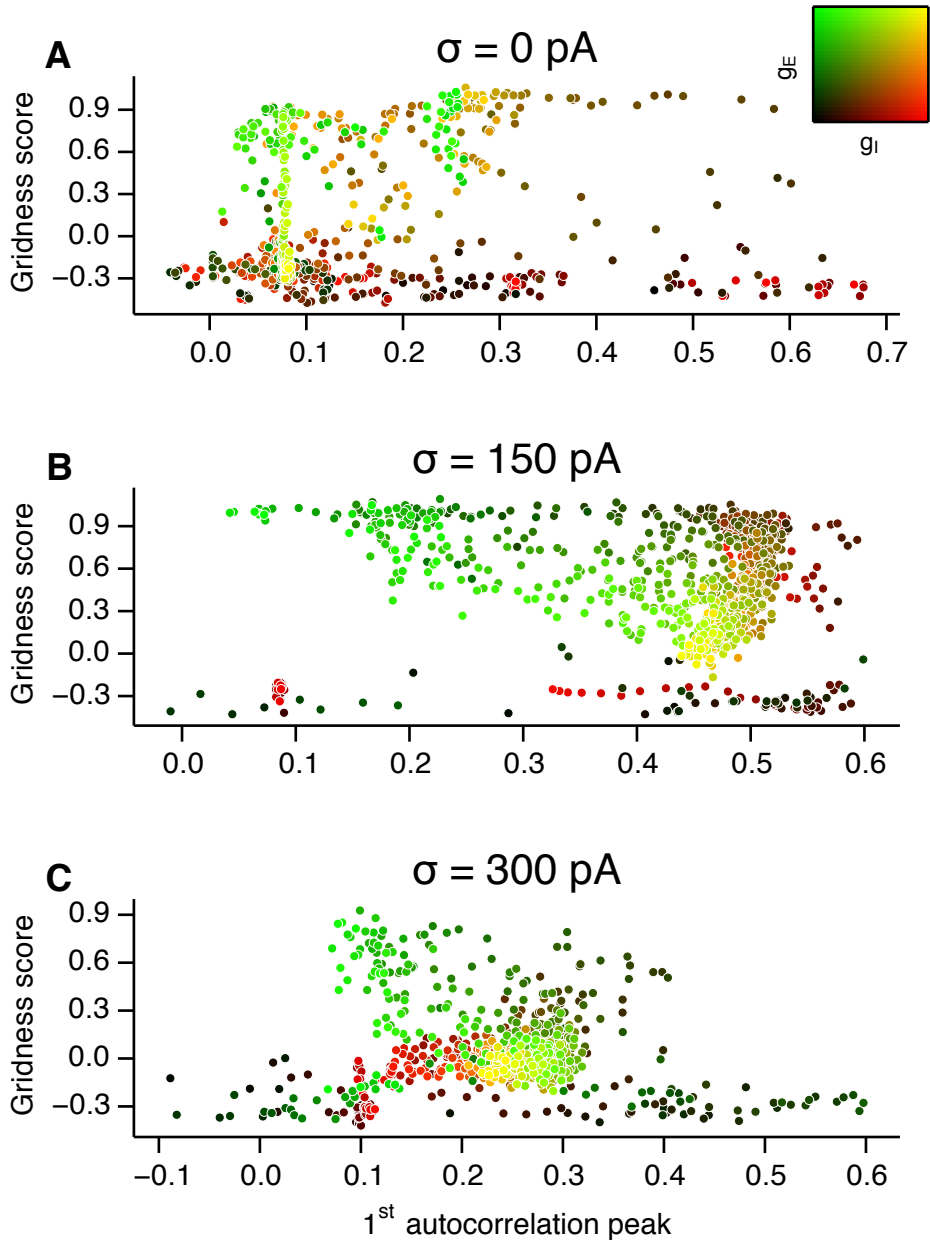 A
σ = 0 pA
gE
gI
Gridness score
0.9
0.6
0.3
0.0
−0.3
0.0 0.1 0.2 0.3 0.4 0.5 0.6 0.7
B
σ = 150 pA
Gridness score
0.9
0.6
0.3
0.0
−0.3
0.0 0.1 0.2 0.3 0.4 0.5 0.6
C
σ = 300 pA
Gridness score
0.9
0.6
0.3
0.0
−0.3
−0.1 0.0 0.1 0.2 0.3 0.4 0.5 0.6
1st autocorrelation peak